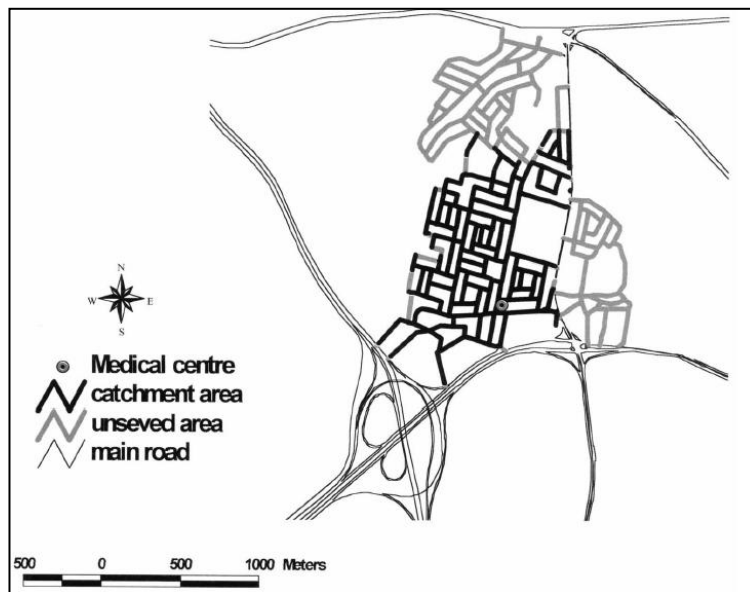 N
W E
S
Medical centre
catchment area
unseved area
main road
500 0 500 1000 Meters